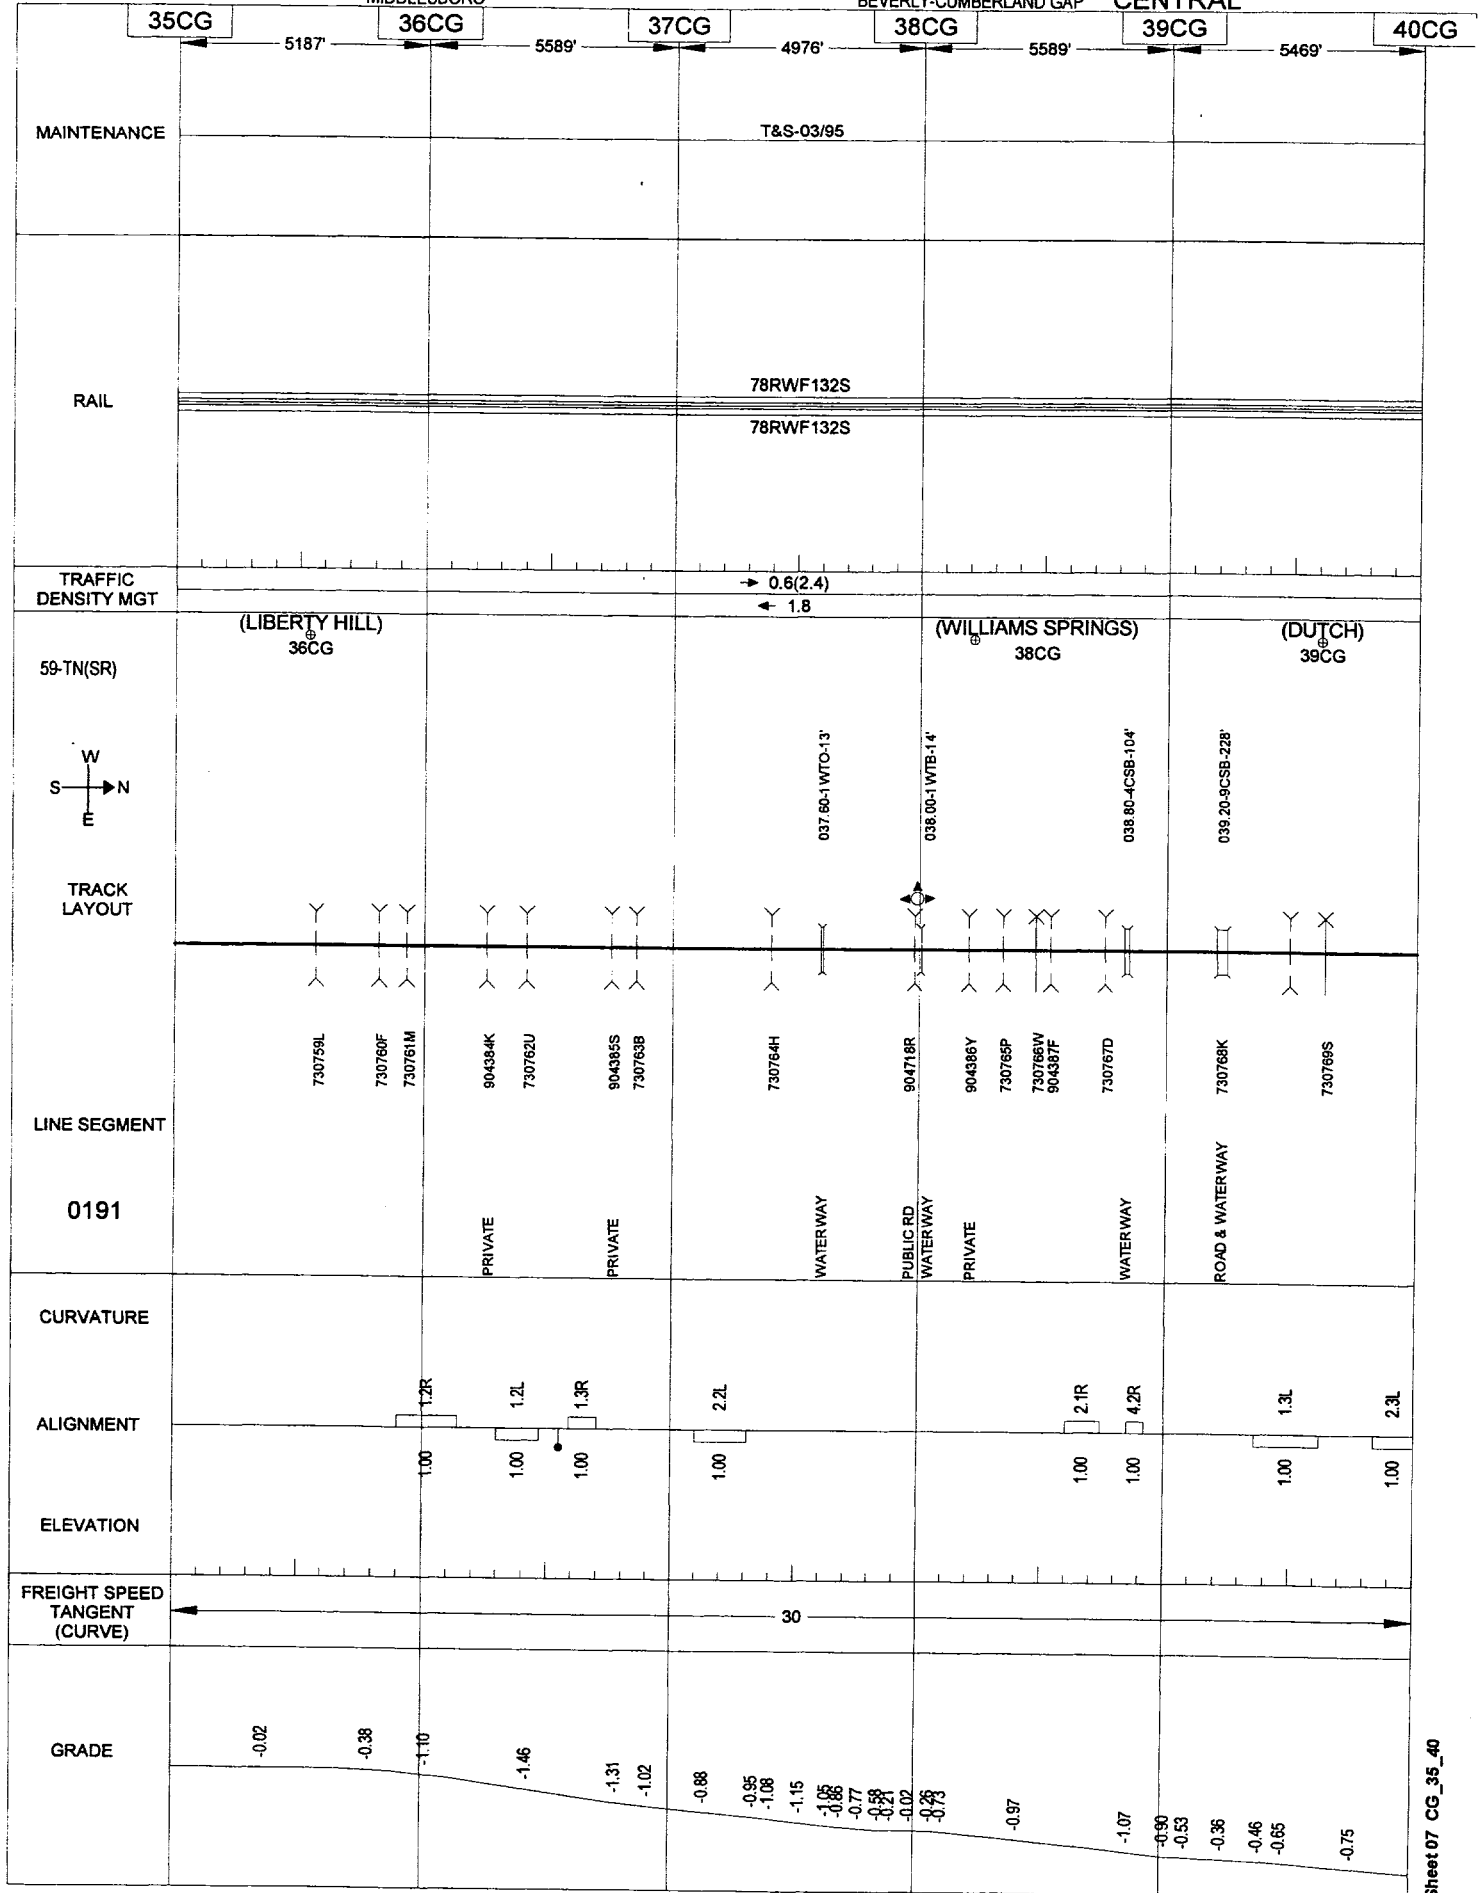 MIDDLESBORO
BEVERLY-CUMBERLAND GAP CENTRAL
35CG 36CG 37CG 38CG 39CG 40CG
5187' 5589' 4976' 5589' 5469'
MAINTENANCE
T&S-03/95
RAIL
78RWF132S
78RWF132S
TRAFFIC
DENSITY MGT
0.6(2.4)
1.8
(LIBERTY HILL)
36CG
(WILLIAMS SPRINGS)
38CG
(DUTCH)
39CG
59-TN(SR)
W
S N
E
037.60-1WTO-13'
038.00-1WTB-14'
038.80-4CSB-104'
039.20-9CSB-228'
TRACK
LAYOUT
730759L
730760F
730761M
904384K
730762U
904385S
730763B
730764H
904718R
904386Y
730765P
730766W
904387F
730767D
730768K
730769S
LINE SEGMENT
0191
PRIVATE
PRIVATE
WATERWAY
PUBLIC RD
WATERWAY
PRIVATE
WATERWAY
ROAD & WATERWAY
CURVATURE
ALIGNMENT
1.2R
1.2L
1.3R
2.2L
2.1R
4.2R
1.3L
2.3L
1.00
1.00
1.00
1.00
1.00
1.00
1.00
1.00
ELEVATION
FREIGHT SPEED
TANGENT
(CURVE)
30
GRADE
-0.02
-0.38
-1.10
-1.46
-1.31
-1.02
-0.88
-0.95
-1.08
-1.15
-1.05
-0.86
-0.77
-0.58
-0.21
-0.02
-0.26
-0.73
-0.97
-1.07
-0.90
-0.53
-0.36
-0.46
-0.65
-0.75
Sheet 07 CG_35_40